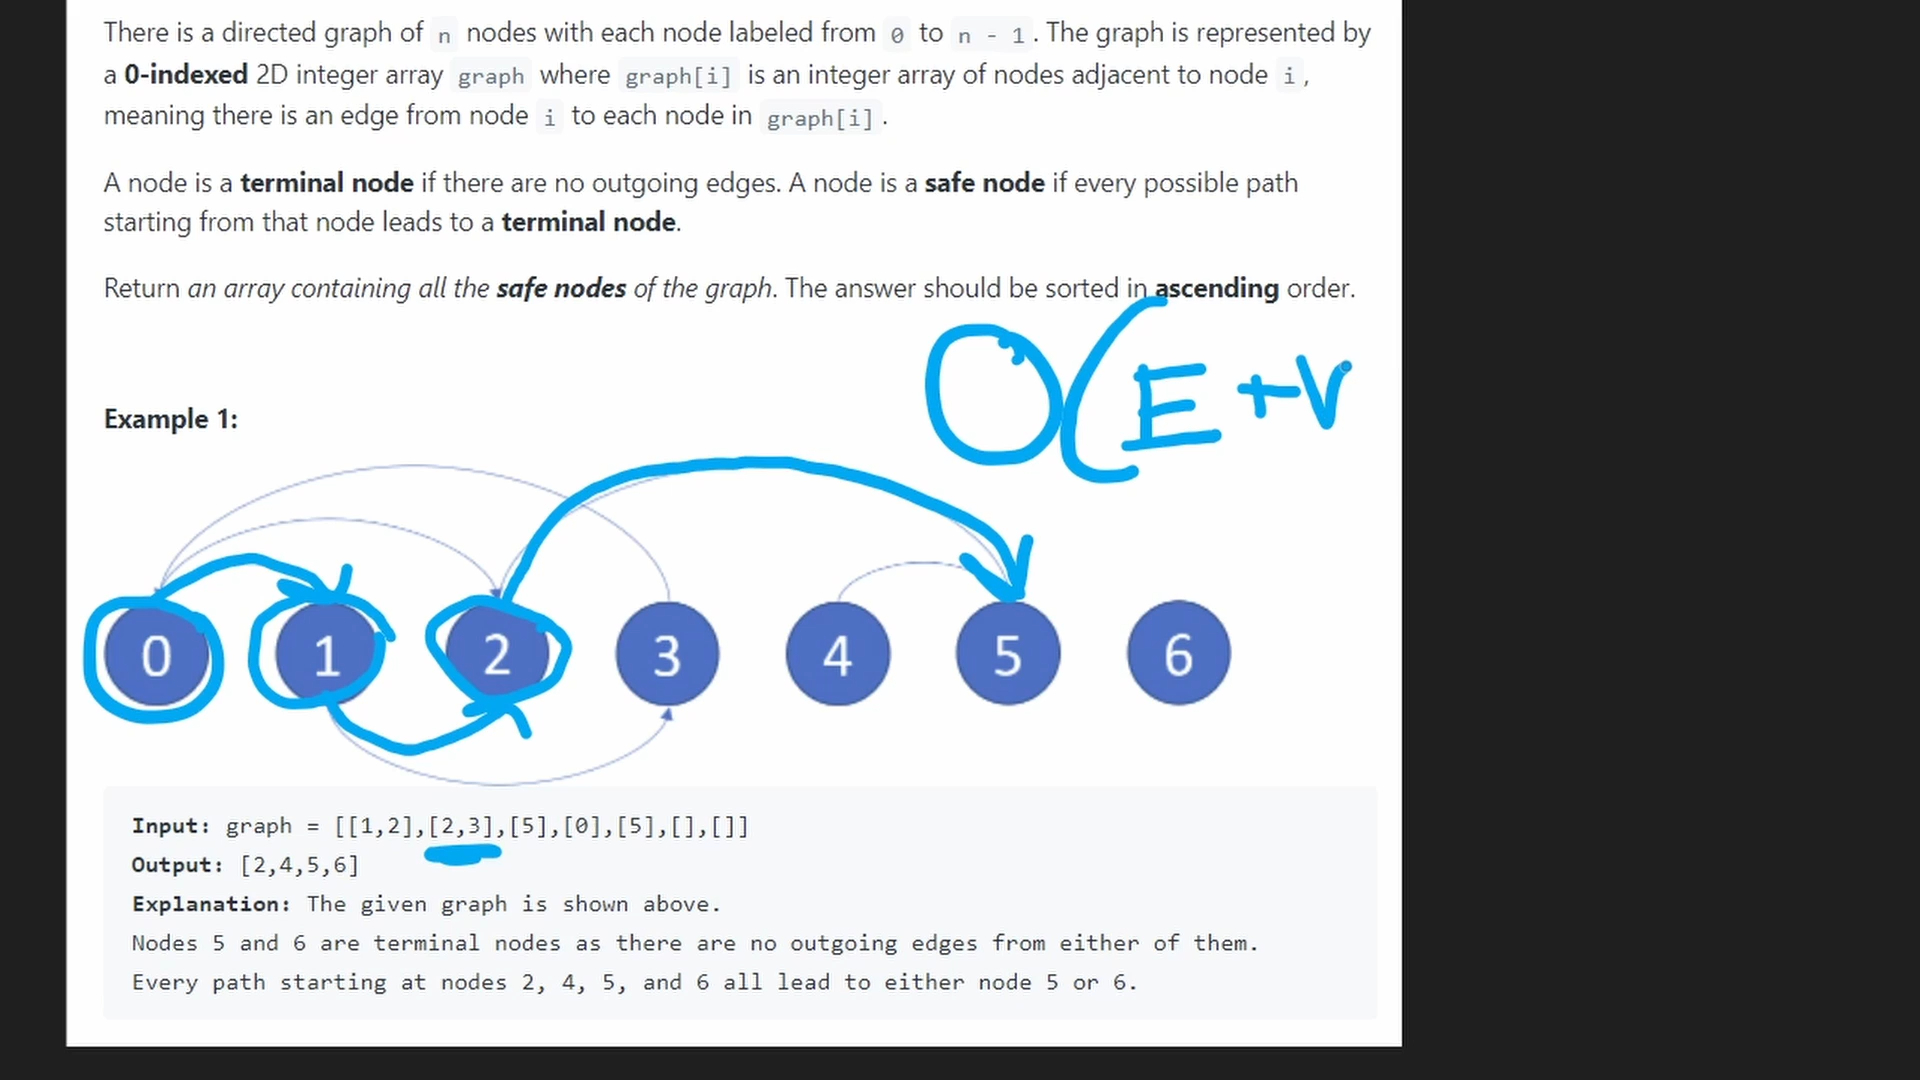 There is a directed graph of n nodes with each node labeled from 0 to n - 1. The graph is represented by
a 0-indexed 2D integer array graph where graph[i] is an integer array of nodes adjacent to node i,
meaning there is an edge from node i to each node in graph[i].
A node is a terminal node if there are no outgoing edges. A node is a safe node if every possible path
starting from that node leads to a terminal node.
Return an array containing all the safe nodes of the graph. The answer should be sorted in ascending order.
O(E+V
Example 1:
0 1 2 3 4 5 6
Input: graph = [[1,2],[2,3],[5],[0],[5],[],[]]
Output: [2,4,5,6]
Explanation: The given graph is shown above.
Nodes 5 and 6 are terminal nodes as there are no outgoing edges from either of them.
Every path starting at nodes 2, 4, 5, and 6 all lead to either node 5 or 6.